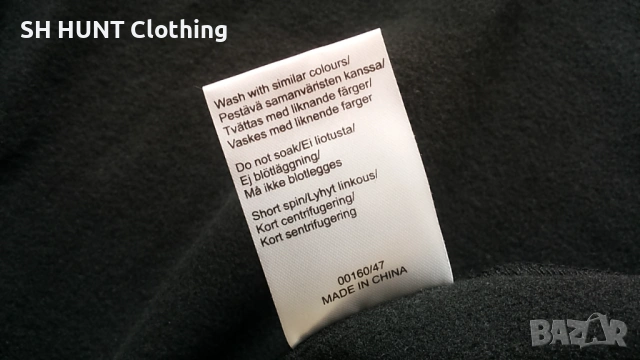 SH HUNT Clothing
Wash with similar colours/
Pestävä samanväristen kanssa/
Tvättas med liknande färger/
Vaskes med liknende farger
Do not soak/Ei liotusta/
Ej blötläggning/
Må ikke blotlegges
Short spin/Lyhyt linkous/
Kort centrifugering/
Kort sentrifugering
00160/47
MADE IN CHINA
BAZAR